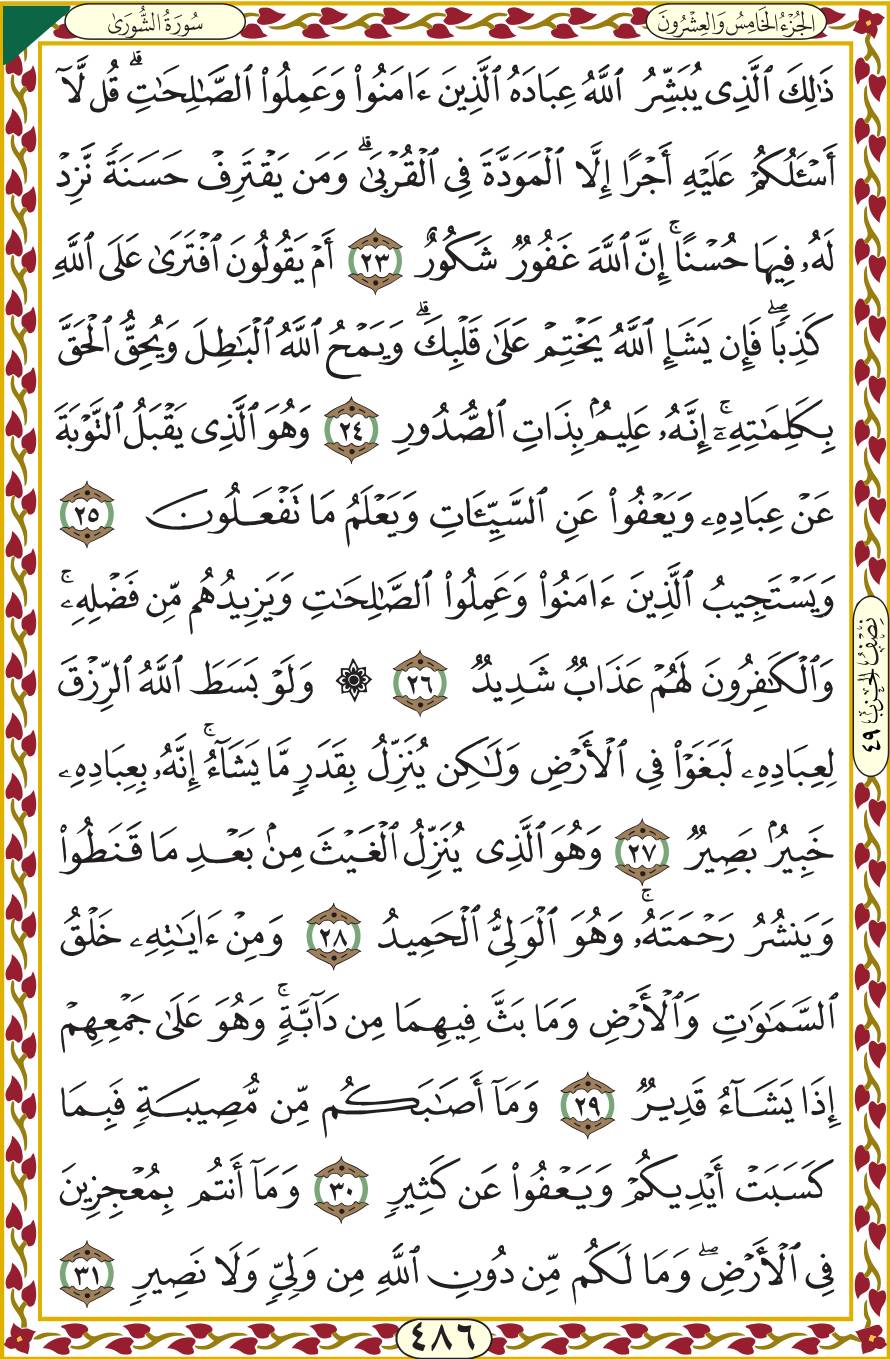 الجُزْءُ الخَامِسُ وَالعِشْرُونَ
سُورَةُ الشُّورَىٰ
ذَٰلِكَ ٱلَّذِى يُبَشِّرُ ٱللَّهُ عِبَادَهُ ٱلَّذِينَ ءَامَنُوا۟ وَعَمِلُوا۟ ٱلصَّـٰلِحَـٰتِ ۗ قُل لَّآ
أَسْـَٔلُكُمْ عَلَيْهِ أَجْرًا إِلَّا ٱلْمَوَدَّةَ فِى ٱلْقُرْبَىٰ ۗ وَمَن يَقْتَرِفْ حَسَنَةً نَّزِدْ
لَهُۥ فِيهَا حُسْنًا ۚ إِنَّ ٱللَّهَ غَفُورٌ شَكُورٌ ٢٣ أَمْ يَقُولُونَ ٱفْتَرَىٰ عَلَى ٱللَّهِ
كَذِبًا ۖ فَإِن يَشَإِ ٱللَّهُ يَخْتِمْ عَلَىٰ قَلْبِكَ ۗ وَيَمْحُ ٱللَّهُ ٱلْبَـٰطِلَ وَيُحِقُّ ٱلْحَقَّ
بِكَلِمَـٰتِهِۦٓ ۚ إِنَّهُۥ عَلِيمٌۢ بِذَاتِ ٱلصُّدُورِ ٢٤ وَهُوَ ٱلَّذِى يَقْبَلُ ٱلتَّوْبَةَ
عَنْ عِبَادِهِۦ وَيَعْفُوا۟ عَنِ ٱلسَّيِّـَٔاتِ وَيَعْلَمُ مَا تَفْعَلُونَ ٢٥
وَيَسْتَجِيبُ ٱلَّذِينَ ءَامَنُوا۟ وَعَمِلُوا۟ ٱلصَّـٰلِحَـٰتِ وَيَزِيدُهُم مِّن فَضْلِهِۦ ۚ
وَٱلْكَـٰفِرُونَ لَهُمْ عَذَابٌ شَدِيدٌ ٢٦ ۞ وَلَوْ بَسَطَ ٱللَّهُ ٱلرِّزْقَ
لِعِبَادِهِۦ لَبَغَوْا۟ فِى ٱلْأَرْضِ وَلَـٰكِن يُنَزِّلُ بِقَدَرٍ مَّا يَشَآءُ ۚ إِنَّهُۥ بِعِبَادِهِۦ
خَبِيرٌۢ بَصِيرٌ ٢٧ وَهُوَ ٱلَّذِى يُنَزِّلُ ٱلْغَيْثَ مِنۢ بَعْدِ مَا قَنَطُوا۟
وَيَنشُرُ رَحْمَتَهُۥ ۚ وَهُوَ ٱلْوَلِىُّ ٱلْحَمِيدُ ٢٨ وَمِنْ ءَايَـٰتِهِۦ خَلْقُ
ٱلسَّمَـٰوَٰتِ وَٱلْأَرْضِ وَمَا بَثَّ فِيهِمَا مِن دَآبَّةٍ ۚ وَهُوَ عَلَىٰ جَمْعِهِمْ
إِذَا يَشَآءُ قَدِيرٌ ٢٩ وَمَآ أَصَـٰبَكُم مِّن مُّصِيبَةٍ فَبِمَا
كَسَبَتْ أَيْدِيكُمْ وَيَعْفُوا۟ عَن كَثِيرٍ ٣٠ وَمَآ أَنتُم بِمُعْجِزِينَ
فِى ٱلْأَرْضِ ۖ وَمَا لَكُم مِّن دُونِ ٱللَّهِ مِن وَلِىٍّ وَلَا نَصِيرٍ ٣١
نِصْفُ الحِزْبِ ٤٩
٤٨٦